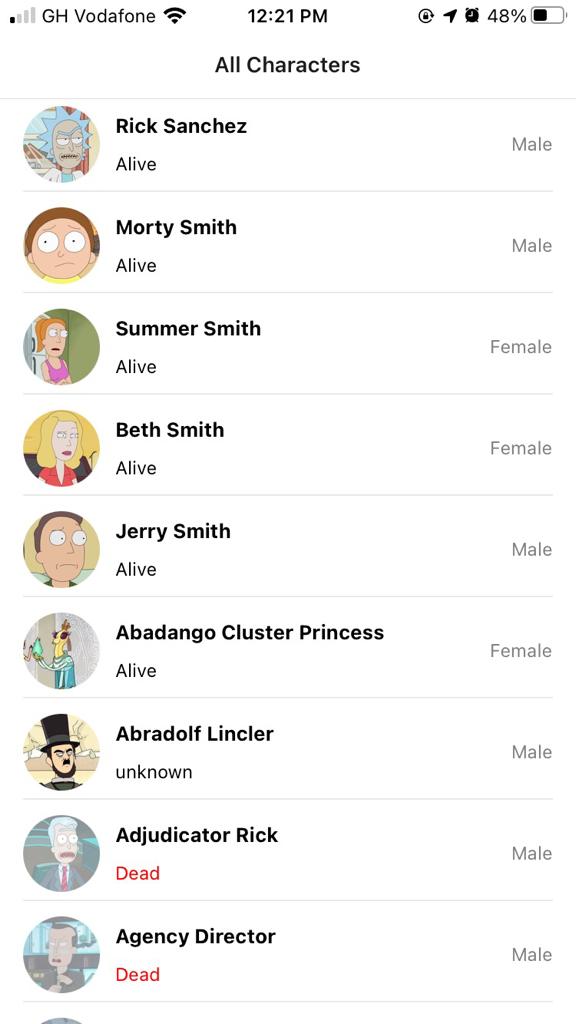 GH Vodafone 12:21 PM 48%
All Characters
Rick Sanchez
Alive
Male
Morty Smith
Alive
Male
Summer Smith
Alive
Female
Beth Smith
Alive
Female
Jerry Smith
Alive
Male
Abadango Cluster Princess
Alive
Female
Abradolf Lincler
unknown
Male
Adjudicator Rick
Dead
Male
Agency Director
Dead
Male